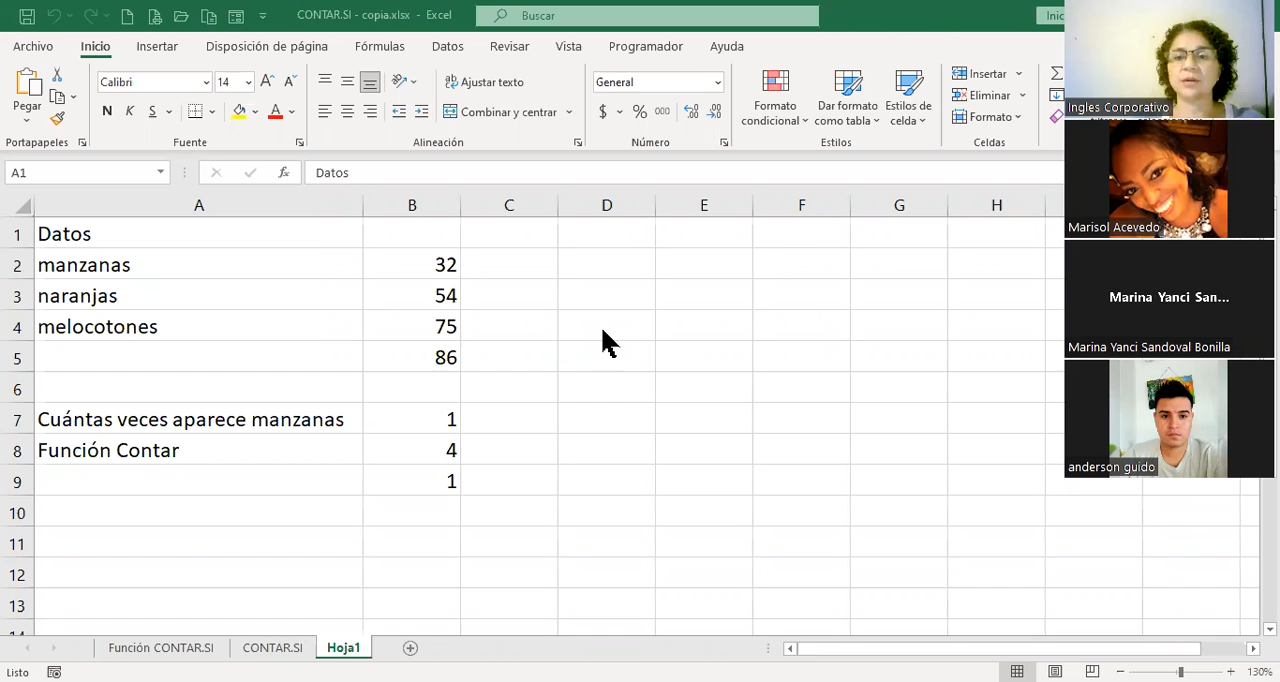 CONTAR.SI - copia.xlsx - Excel
Buscar
Inic
Archivo Inicio Insertar Disposición de página Fórmulas Datos Revisar Vista Programador Ayuda
Pegar
Calibri 14
N K S
Ajustar texto
Combinar y centrar
General
$ % 000
Formato condicional
Dar formato como tabla
Estilos de celda
Insertar
Eliminar
Formato
Portapapeles Fuente Alineación Número Estilos Celdas
A1 fx Datos
A B C D E F G H
1 Datos
2 manzanas 32
3 naranjas 54
4 melocotones 75
5 86
6
7 Cuántas veces aparece manzanas 1
8 Función Contar 4
9 1
10
11
12
13
Función CONTAR.SI CONTAR.SI Hoja1
Listo 130%
Ingles Corporativo
Marisol Acevedo
Marina Yanci San...
Marina Yanci Sandoval Bonilla
anderson guido